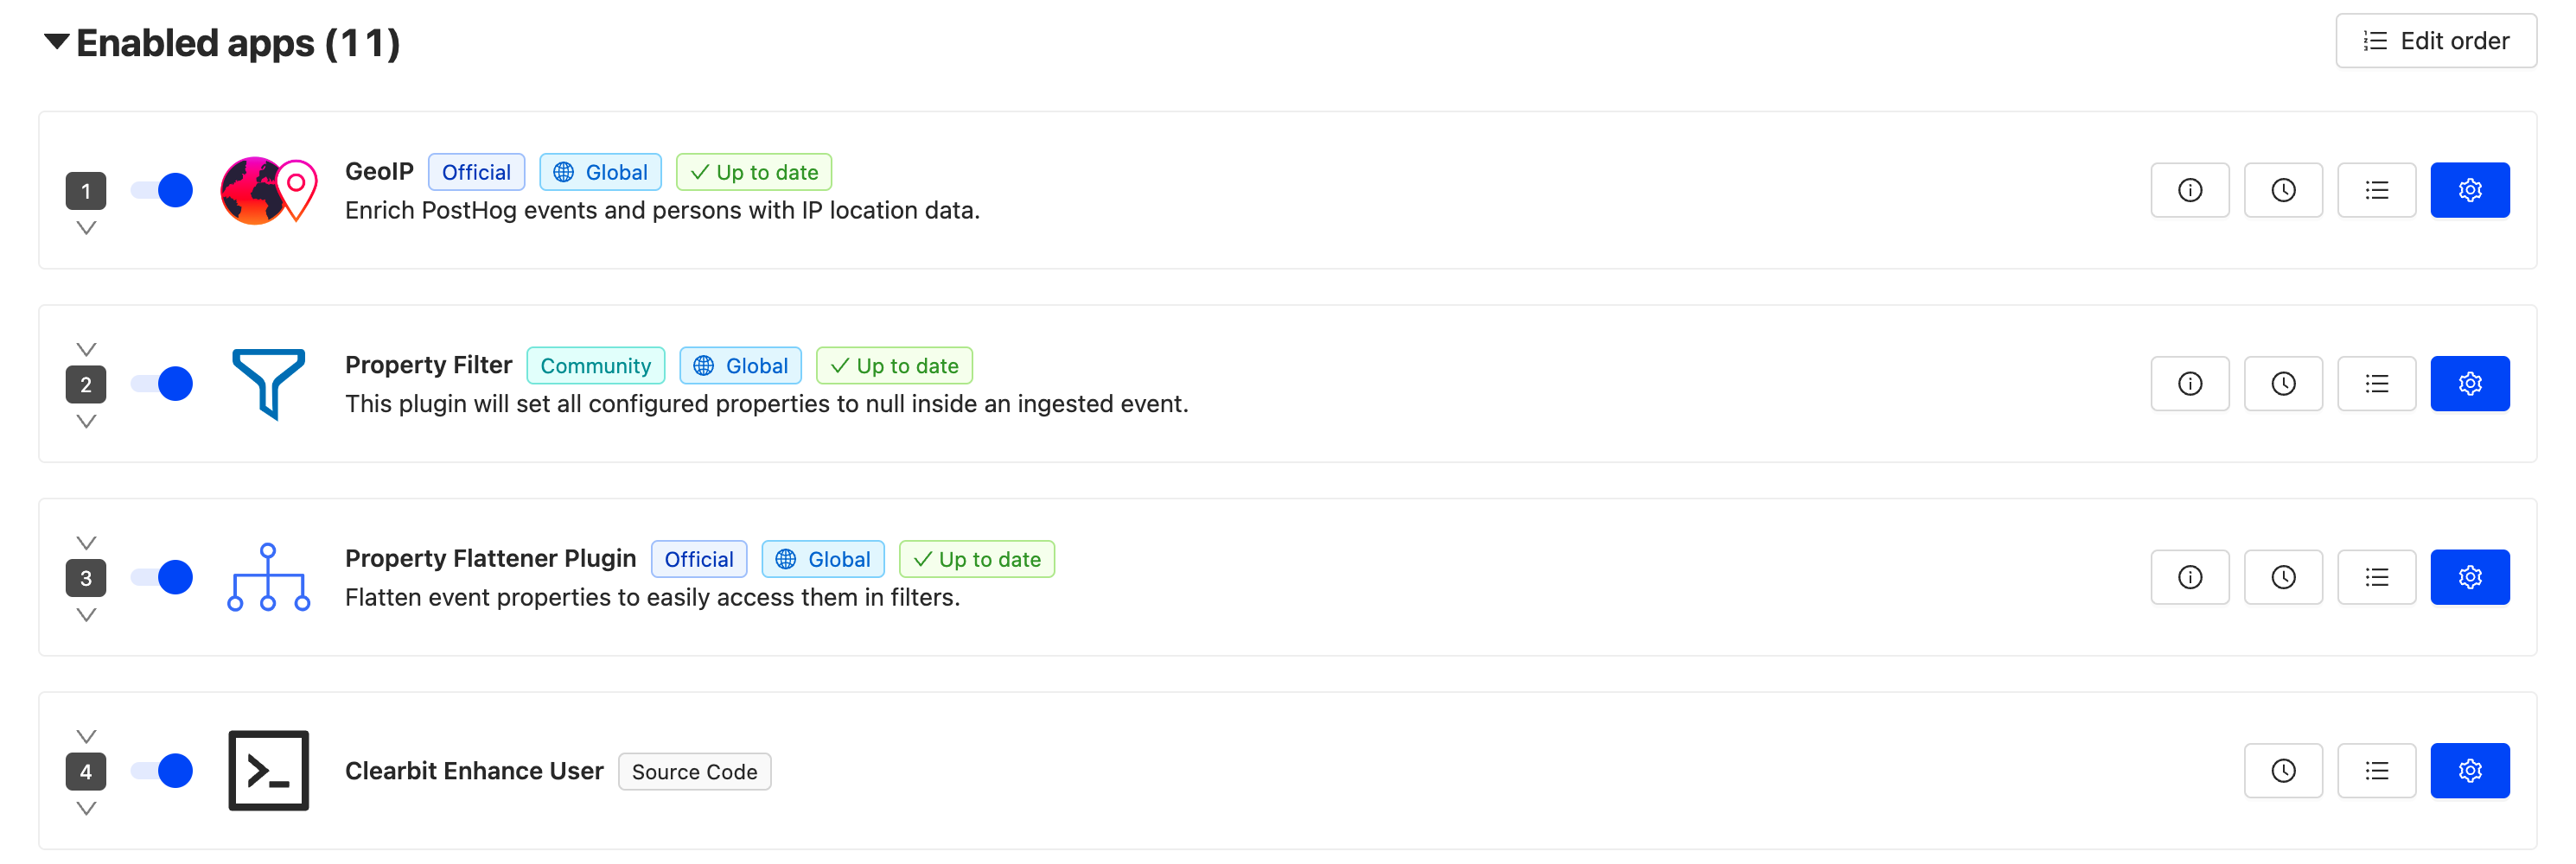 Enabled apps (11)
Edit order
1
GeoIP Official Global Up to date
Enrich PostHog events and persons with IP location data.
2
Property Filter Community Global Up to date
This plugin will set all configured properties to null inside an ingested event.
3
Property Flattener Plugin Official Global Up to date
Flatten event properties to easily access them in filters.
4
Clearbit Enhance User Source Code